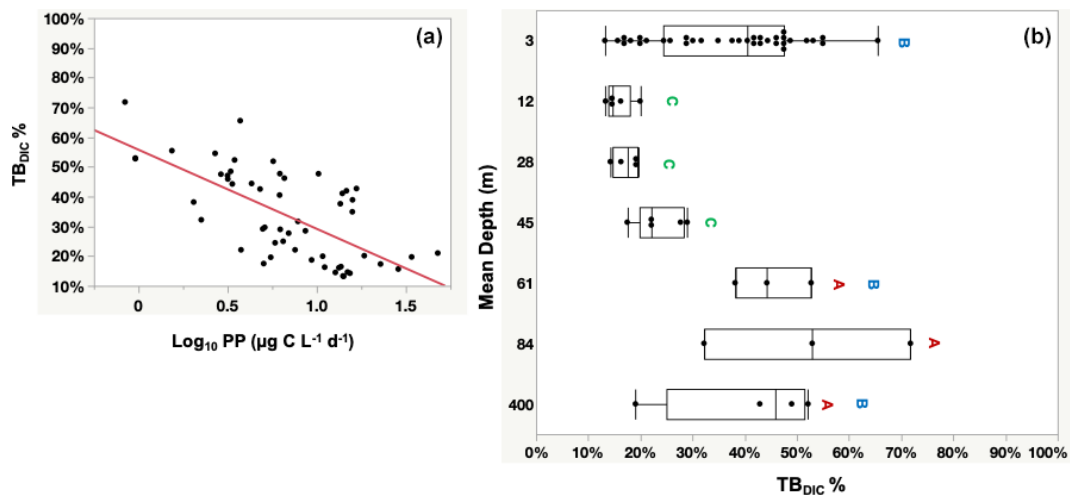 (a)
100%
90%
80%
70%
60%
50%
40%
30%
20%
10%
TB_DIC %
0
0.5
1.0
1.5
Log₁₀ PP (µg C L⁻¹ d⁻¹)
(b)
Mean Depth (m)
3
B
12
C
28
C
45
C
61
A B
84
A
400
A B
0% 10% 20% 30% 40% 50% 60% 70% 80% 90% 100%
TB_DIC %